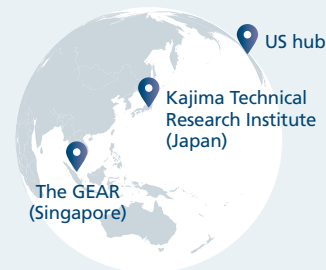 US hub
Kajima Technical
Research Institute
(Japan)
The GEAR
(Singapore)